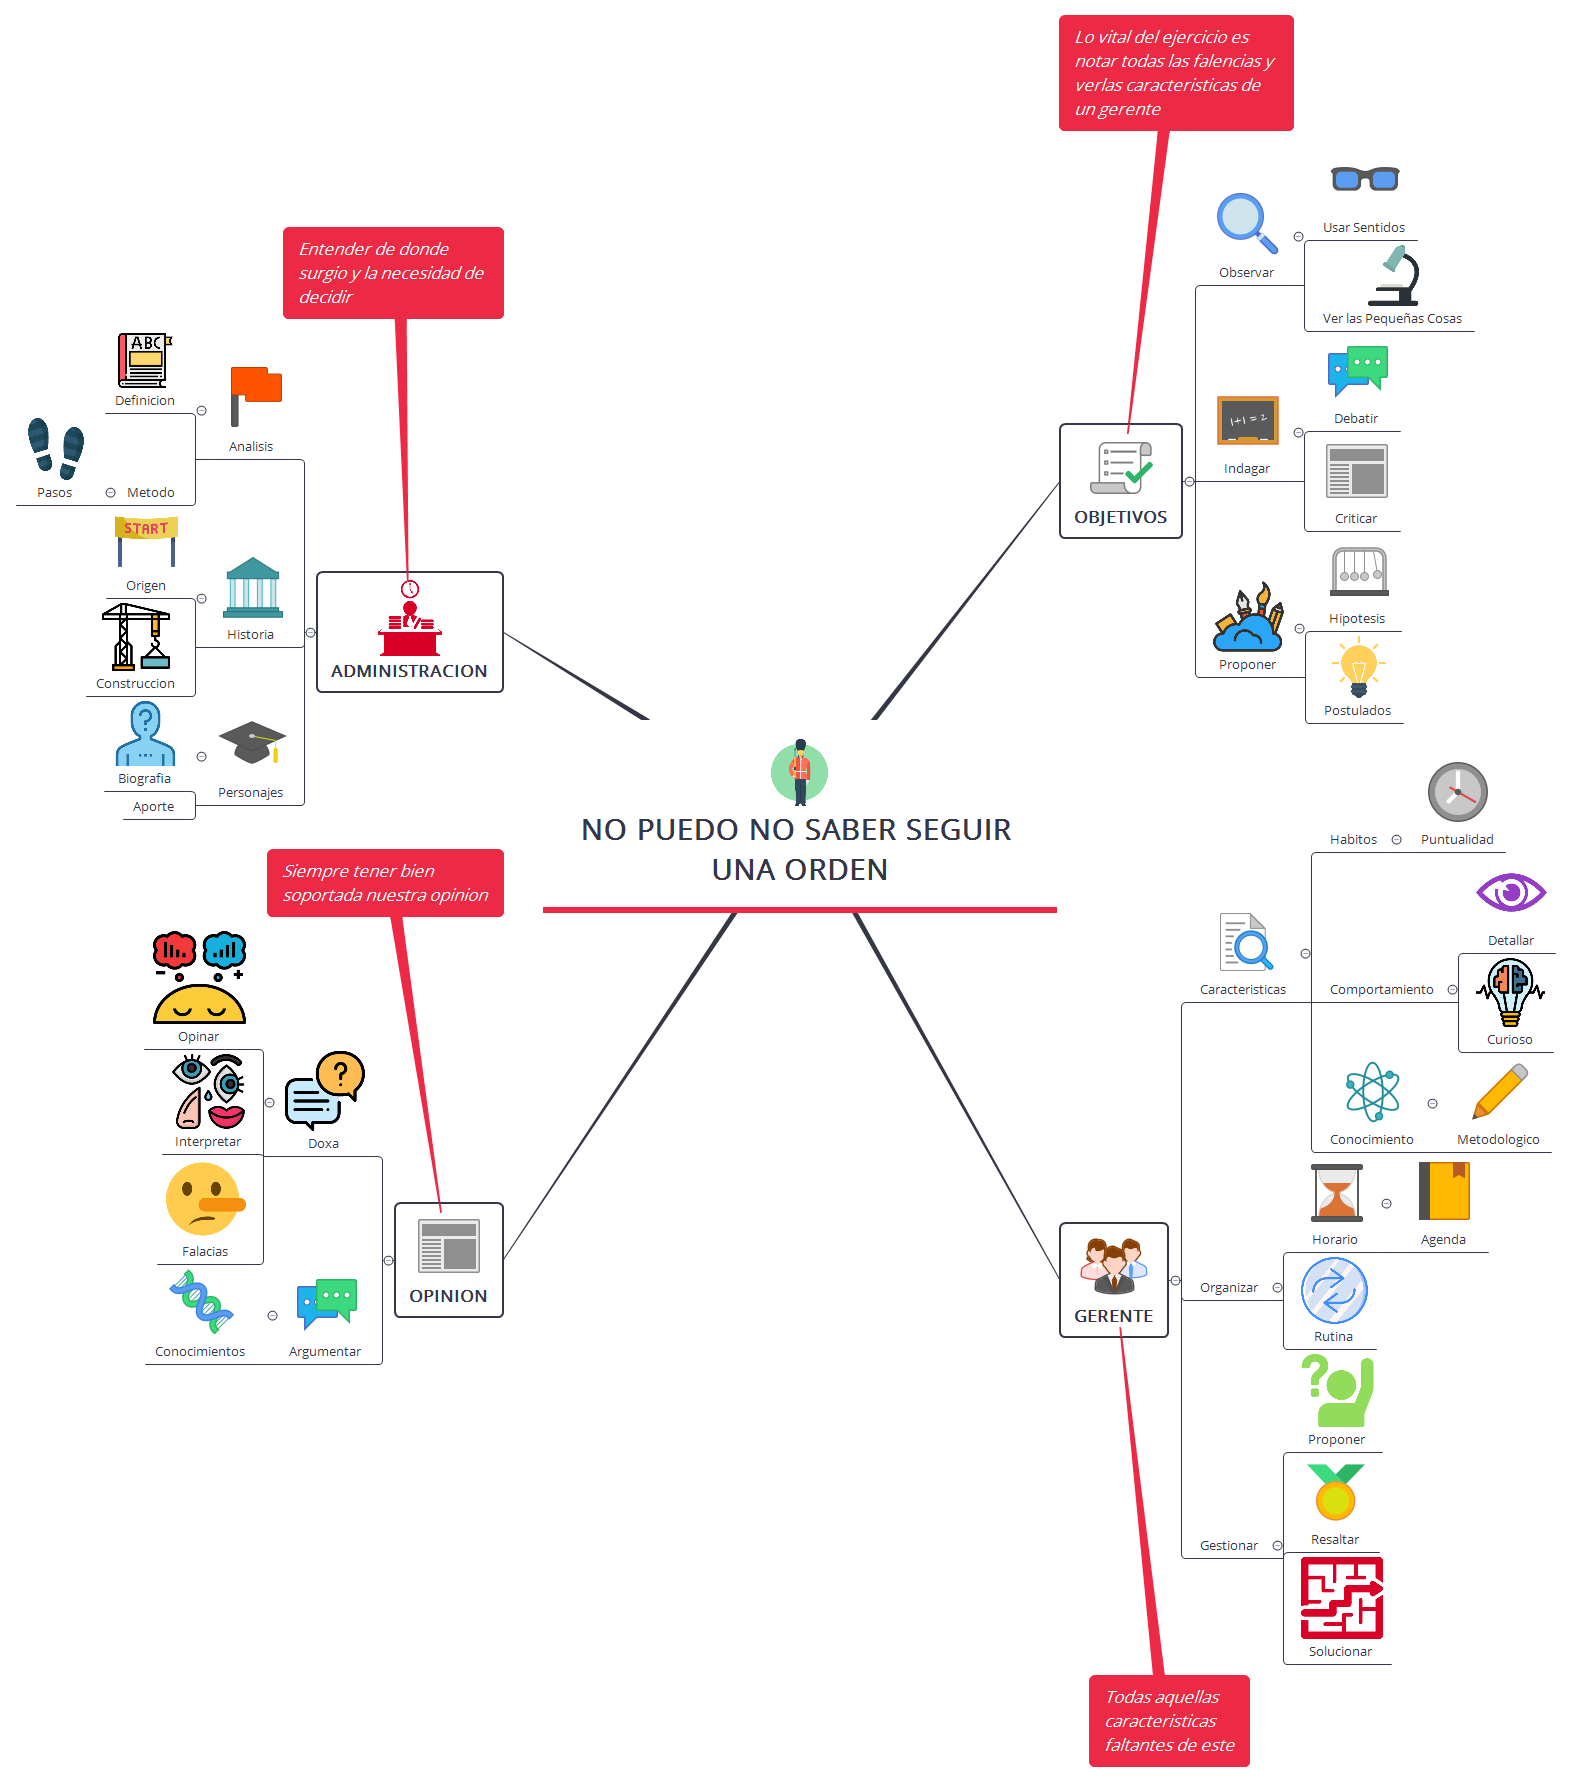 NO PUEDO NO SABER SEGUIR
UNA ORDEN
Lo vital del ejercicio es
notar todas las falencias y
verlas caracteristicas de
un gerente
OBJETIVOS
Observar
Usar Sentidos
Ver las Pequeñas Cosas
Indagar
1+1=2
Debatir
Criticar
Proponer
Hipotesis
Postulados
GERENTE
Caracteristicas
Habitos
Puntualidad
Comportamiento
Detallar
Curioso
Conocimiento
Metodologico
Organizar
Horario
Agenda
Rutina
Gestionar
Proponer
Resaltar
Solucionar
Todas aquellas
caracteristicas
faltantes de este
Entender de donde
surgio y la necesidad de
decidir
ADMINISTRACION
Analisis
ABC
Definicion
Metodo
Pasos
Historia
START
Origen
Construccion
Personajes
Biografia
Aporte
Siempre tener bien
soportada nuestra opinion
OPINION
Doxa
Opinar
Interpretar
Falacias
Argumentar
Conocimientos